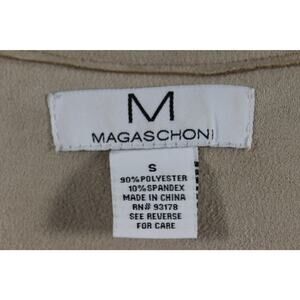 M
MAGASCHONI
S
90% POLYESTER
10% SPANDEX
MADE IN CHINA
RN# 93178
SEE REVERSE
FOR CARE